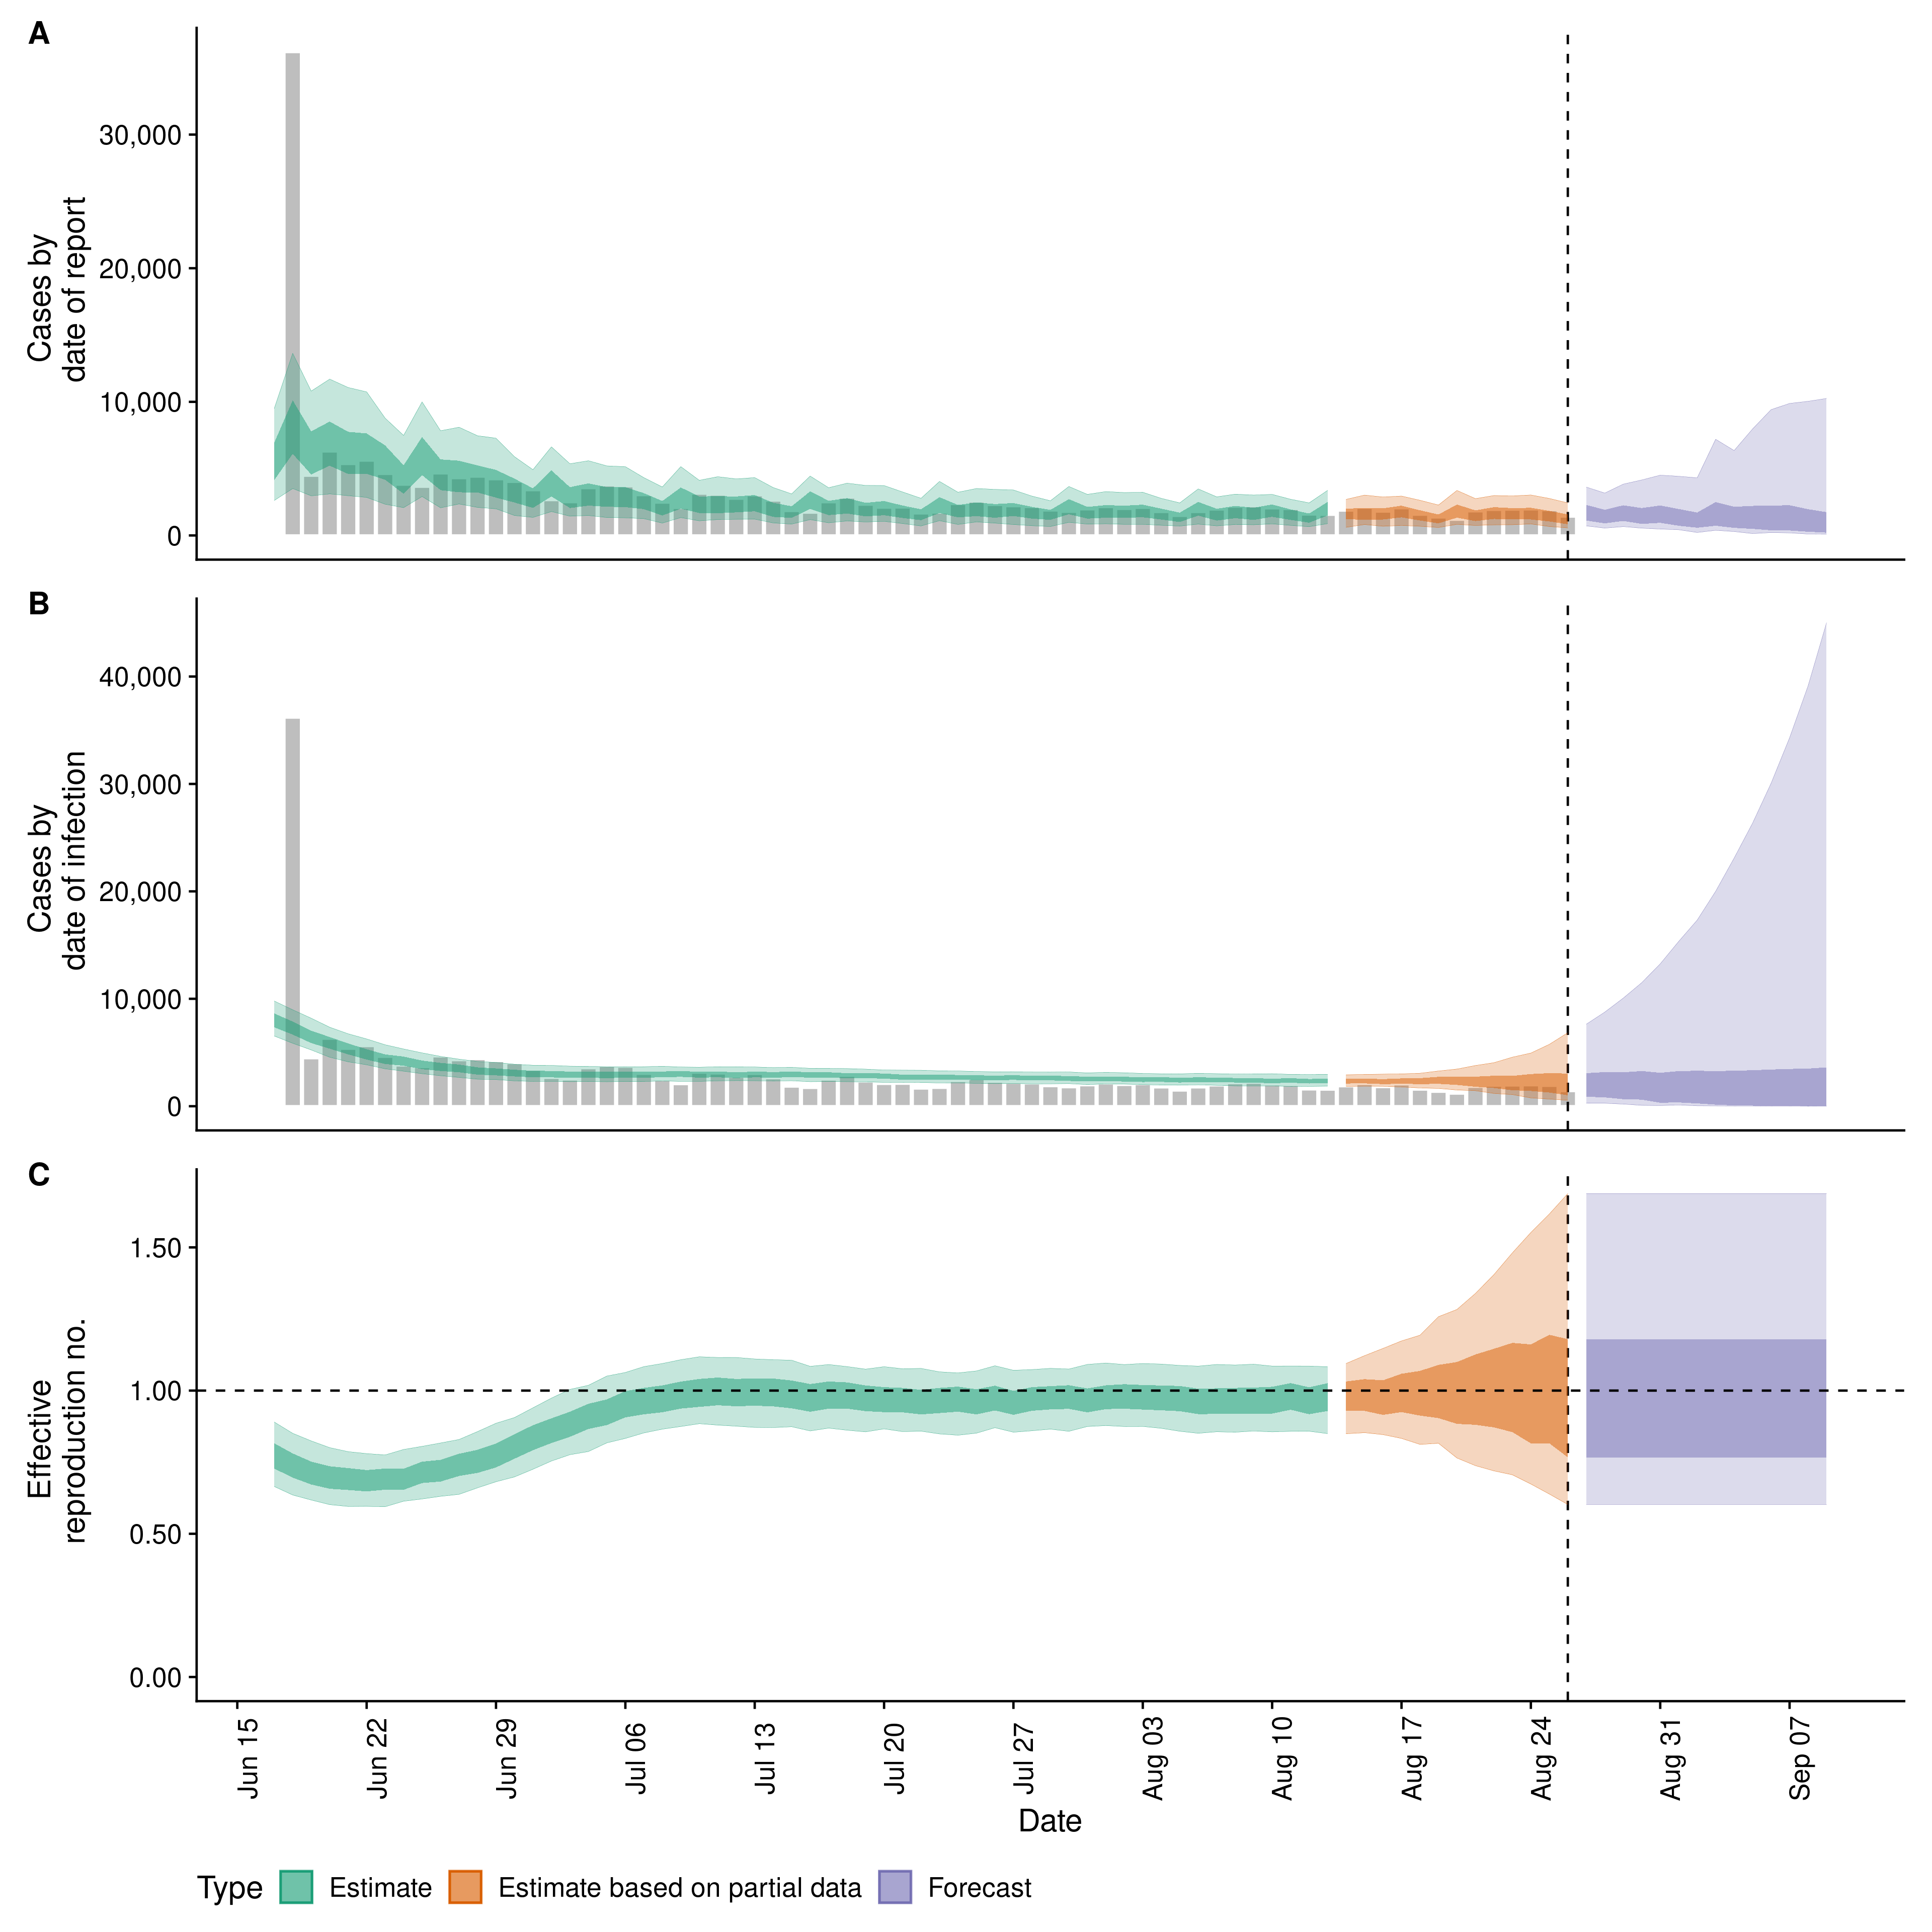 A
Cases by
date of report
30,000
20,000
10,000
0
B
Cases by
date of infection
40,000
30,000
20,000
10,000
0
C
Effective
reproduction no.
1.50
1.00
0.50
0.00
Jun 15
Jun 22
Jun 29
Jul 06
Jul 13
Jul 20
Jul 27
Aug 03
Aug 10
Aug 17
Aug 24
Aug 31
Sep 07
Date
Type Estimate Estimate based on partial data Forecast